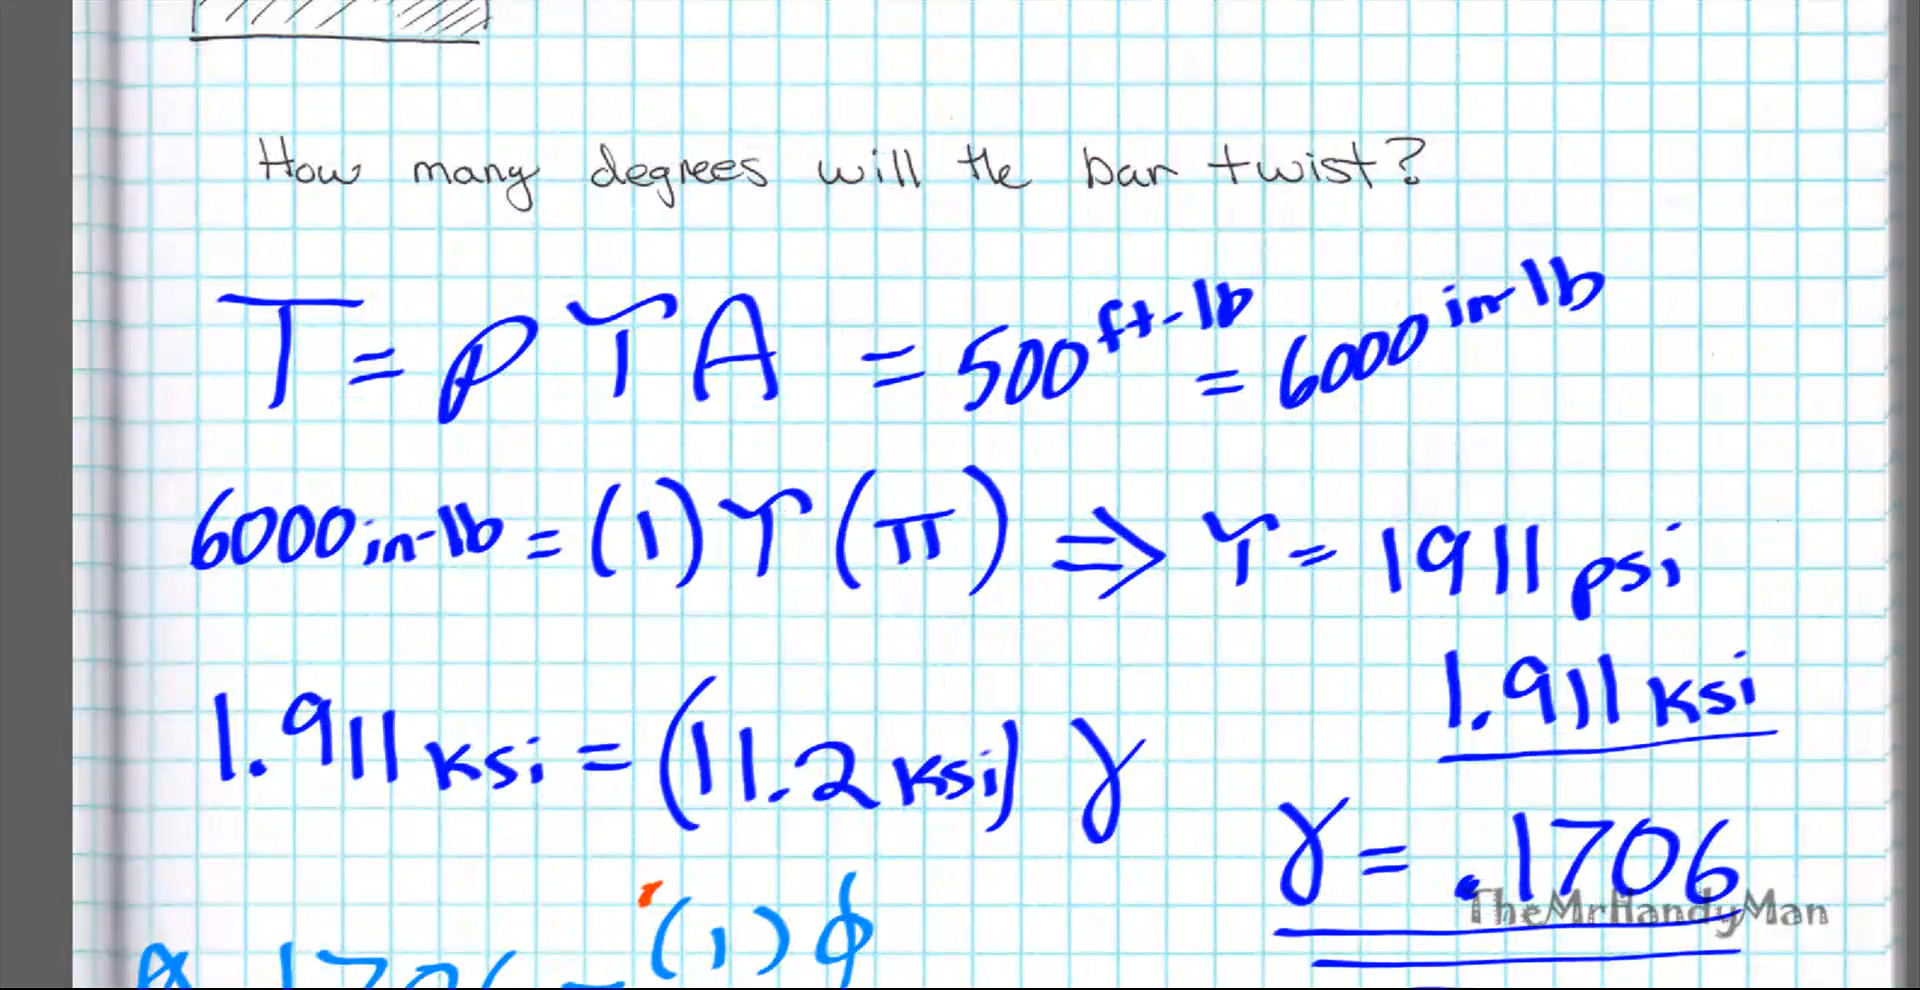 How many degrees will the bar twist?
T = ρ τ A = 500 ft-lb = 6000 in-lb
6000 in-lb = (1) τ (π) ⇒ τ = 1911 psi
1.911 ksi
1.911 ksi = (11.2 ksi) γ
γ = .1706
TheMrHandyMan
(1) ϕ